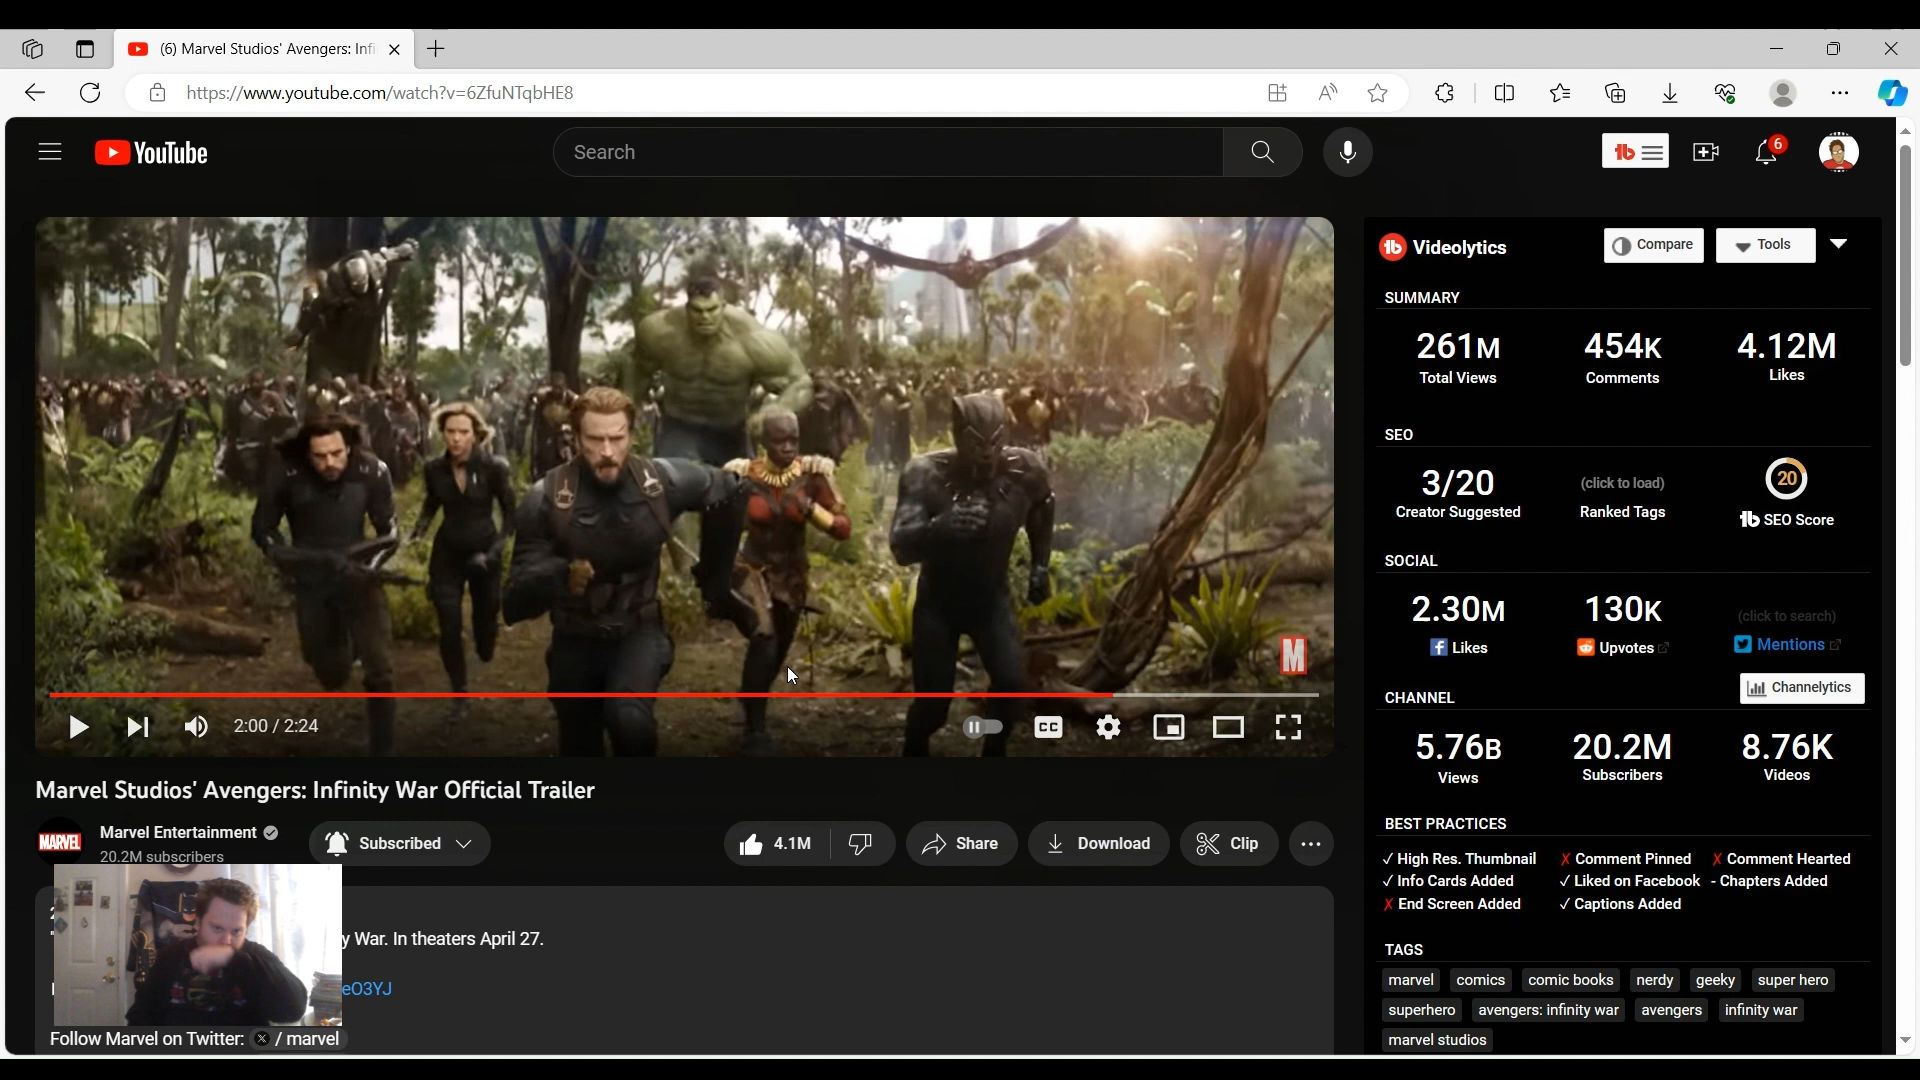 (6) Marvel Studios' Avengers: Infi
https://www.youtube.com/watch?v=6ZfuNTqbHE8
YouTube
Search
6
Videolytics
Compare
Tools
SUMMARY
261M 454K 4.12M
Total Views Comments Likes
SEO
3/20 (click to load) 20
Creator Suggested Ranked Tags tb SEO Score
SOCIAL
2.30M 130K (click to search)
Likes Upvotes Mentions
Channelytics
CHANNEL
5.76B 20.2M 8.76K
Views Subscribers Videos
BEST PRACTICES
✓ High Res. Thumbnail ✗ Comment Pinned ✗ Comment Hearted
✓ Info Cards Added ✓ Liked on Facebook - Chapters Added
✗ End Screen Added ✓ Captions Added
TAGS
marvel comics comic books nerdy geeky super hero
superhero avengers: infinity war avengers infinity war
marvel studios
M
2:00 / 2:24
CC
Marvel Studios' Avengers: Infinity War Official Trailer
MARVEL
Marvel Entertainment
20.2M subscribers
Subscribed
4.1M
Share
Download
Clip
y War. In theaters April 27.
eO3YJ
Follow Marvel on Twitter: / marvel